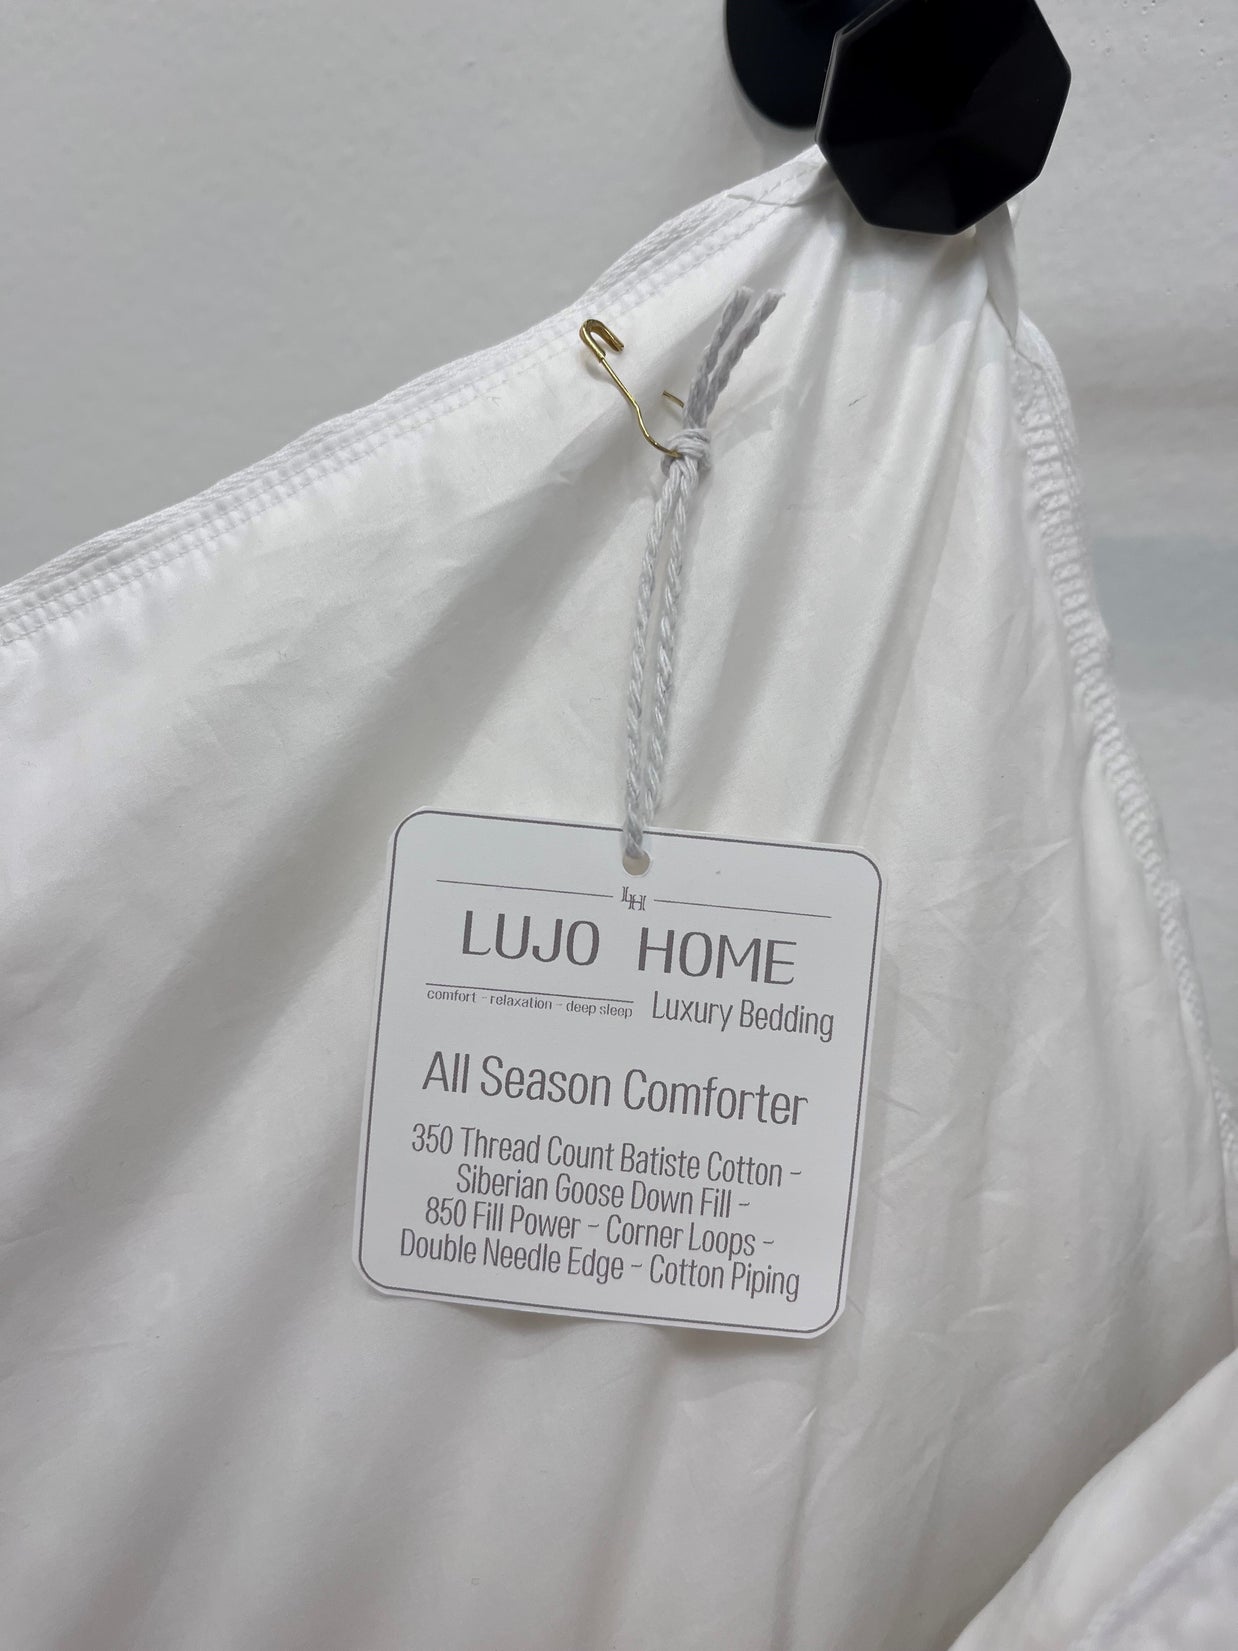 LH
LUJO HOME
comfort - relaxation - deep sleep Luxury Bedding
All Season Comforter
350 Thread Count Batiste Cotton -
Siberian Goose Down Fill -
850 Fill Power - Corner Loops -
Double Needle Edge - Cotton Piping